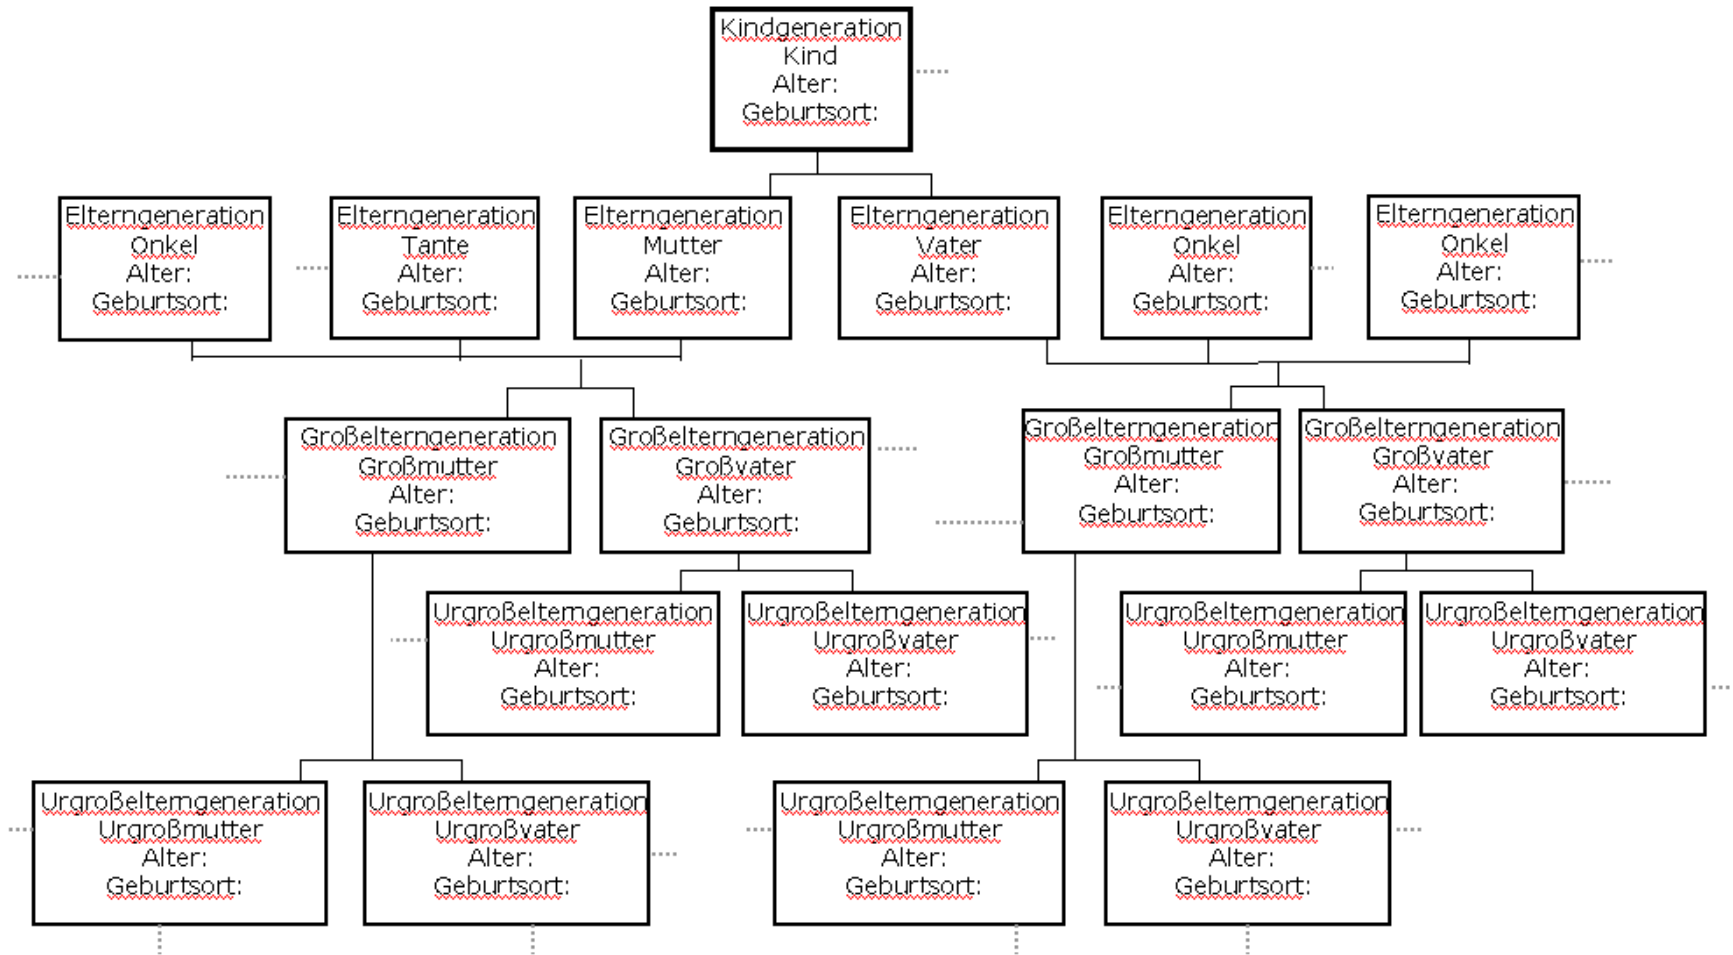 Kindgeneration
Kind
Alter:
Geburtsort:
Elterngeneration
Onkel
Alter:
Geburtsort:
Elterngeneration
Tante
Alter:
Geburtsort:
Elterngeneration
Mutter
Alter:
Geburtsort:
Elterngeneration
Vater
Alter:
Geburtsort:
Elterngeneration
Onkel
Alter:
Geburtsort:
Elterngeneration
Onkel
Alter:
Geburtsort:
Großelterngeneration
Großmutter
Alter:
Geburtsort:
Großelterngeneration
Großvater
Alter:
Geburtsort:
Großelterngeneration
Großmutter
Alter:
Geburtsort:
Großelterngeneration
Großvater
Alter:
Geburtsort:
Urgroßelterngeneration
Urgroßmutter
Alter:
Geburtsort:
Urgroßelterngeneration
Urgroßvater
Alter:
Geburtsort:
Urgroßelterngeneration
Urgroßmutter
Alter:
Geburtsort:
Urgroßelterngeneration
Urgroßvater
Alter:
Geburtsort:
Urgroßelterngeneration
Urgroßmutter
Alter:
Geburtsort:
Urgroßelterngeneration
Urgroßvater
Alter:
Geburtsort:
Urgroßelterngeneration
Urgroßmutter
Alter:
Geburtsort:
Urgroßelterngeneration
Urgroßvater
Alter:
Geburtsort: